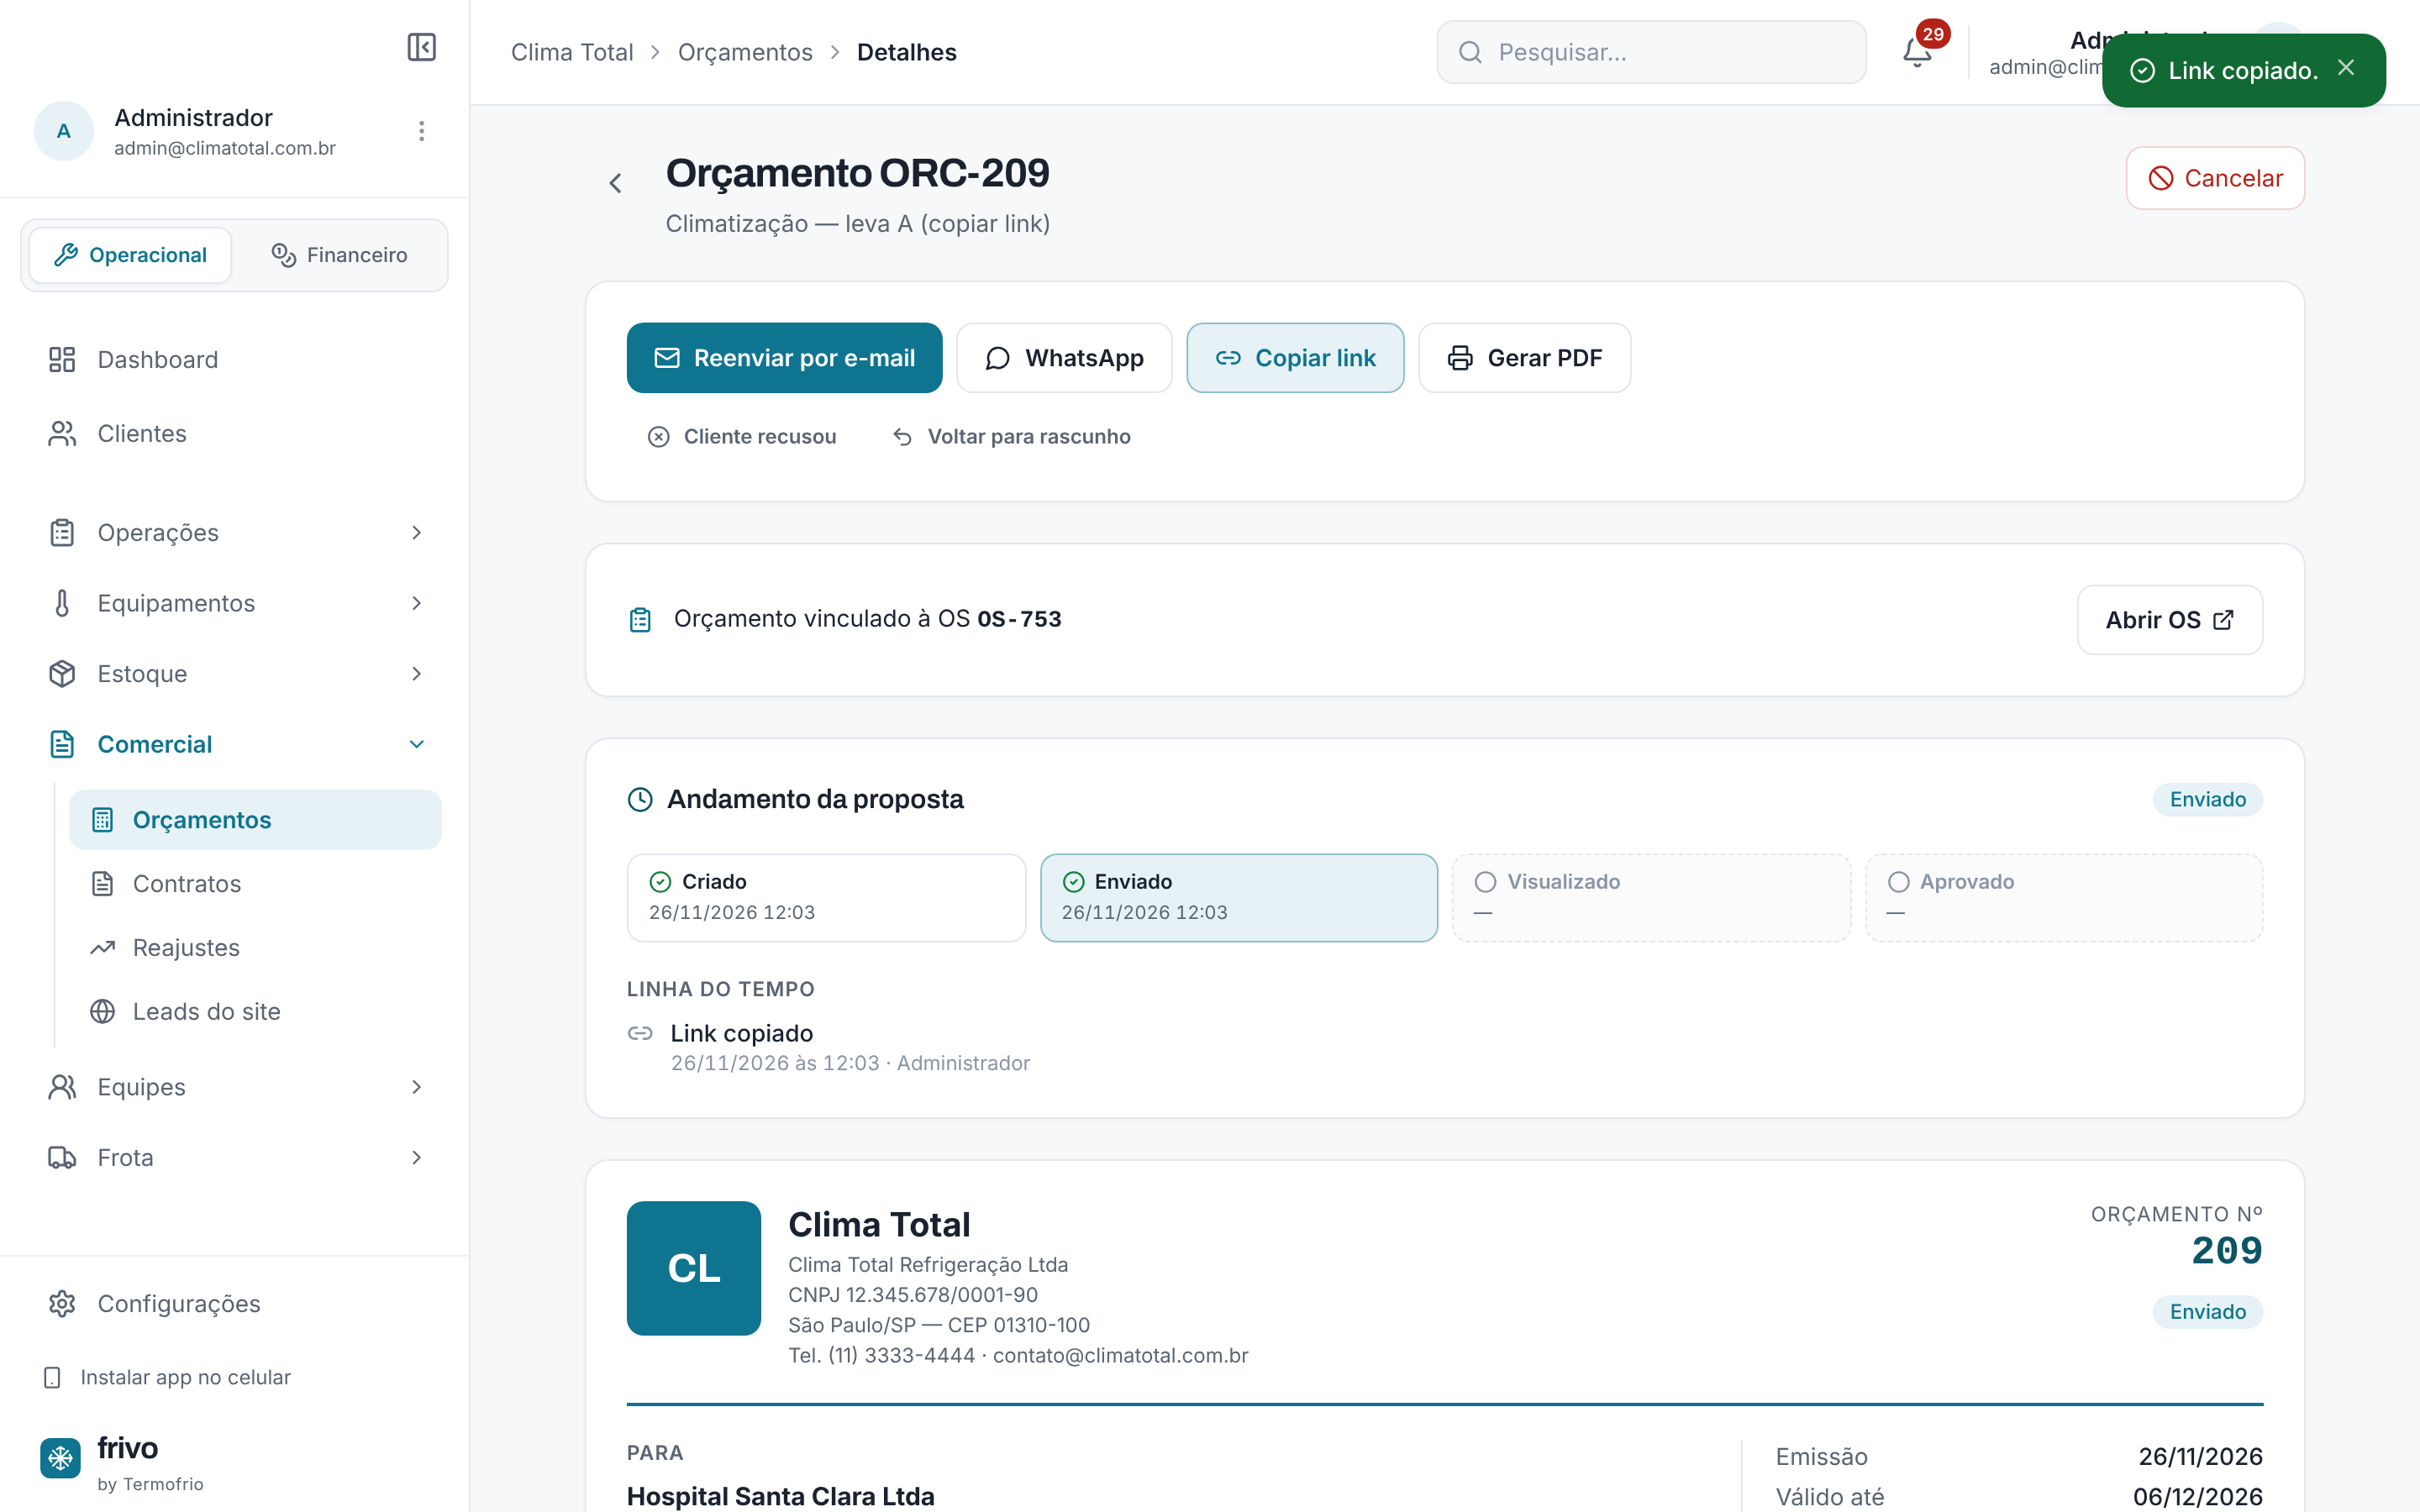 Clima Total > Orçamentos > Detalhes
Pesquisar...
29
admin@clim
Link copiado.
A
Administrador
admin@climatotal.com.br
Operacional
Financeiro
Dashboard
Clientes
Operações
Equipamentos
Estoque
Comercial
Orçamentos
Contratos
Reajustes
Leads do site
Equipes
Frota
Configurações
Instalar app no celular
frivo
by Termofrio
Orçamento ORC-209
Climatização — leva A (copiar link)
Cancelar
Reenviar por e-mail
WhatsApp
Copiar link
Gerar PDF
Cliente recusou
Voltar para rascunho
Orçamento vinculado à OS OS-753
Abrir OS
Andamento da proposta
Enviado
Criado
26/11/2026 12:03
Enviado
26/11/2026 12:03
Visualizado
—
Aprovado
—
LINHA DO TEMPO
Link copiado
26/11/2026 às 12:03 · Administrador
CL
Clima Total
Clima Total Refrigeração Ltda
CNPJ 12.345.678/0001-90
São Paulo/SP — CEP 01310-100
Tel. (11) 3333-4444 · contato@climatotal.com.br
ORÇAMENTO Nº
209
Enviado
PARA
Hospital Santa Clara Ltda
Emissão 26/11/2026
Válido até 06/12/2026